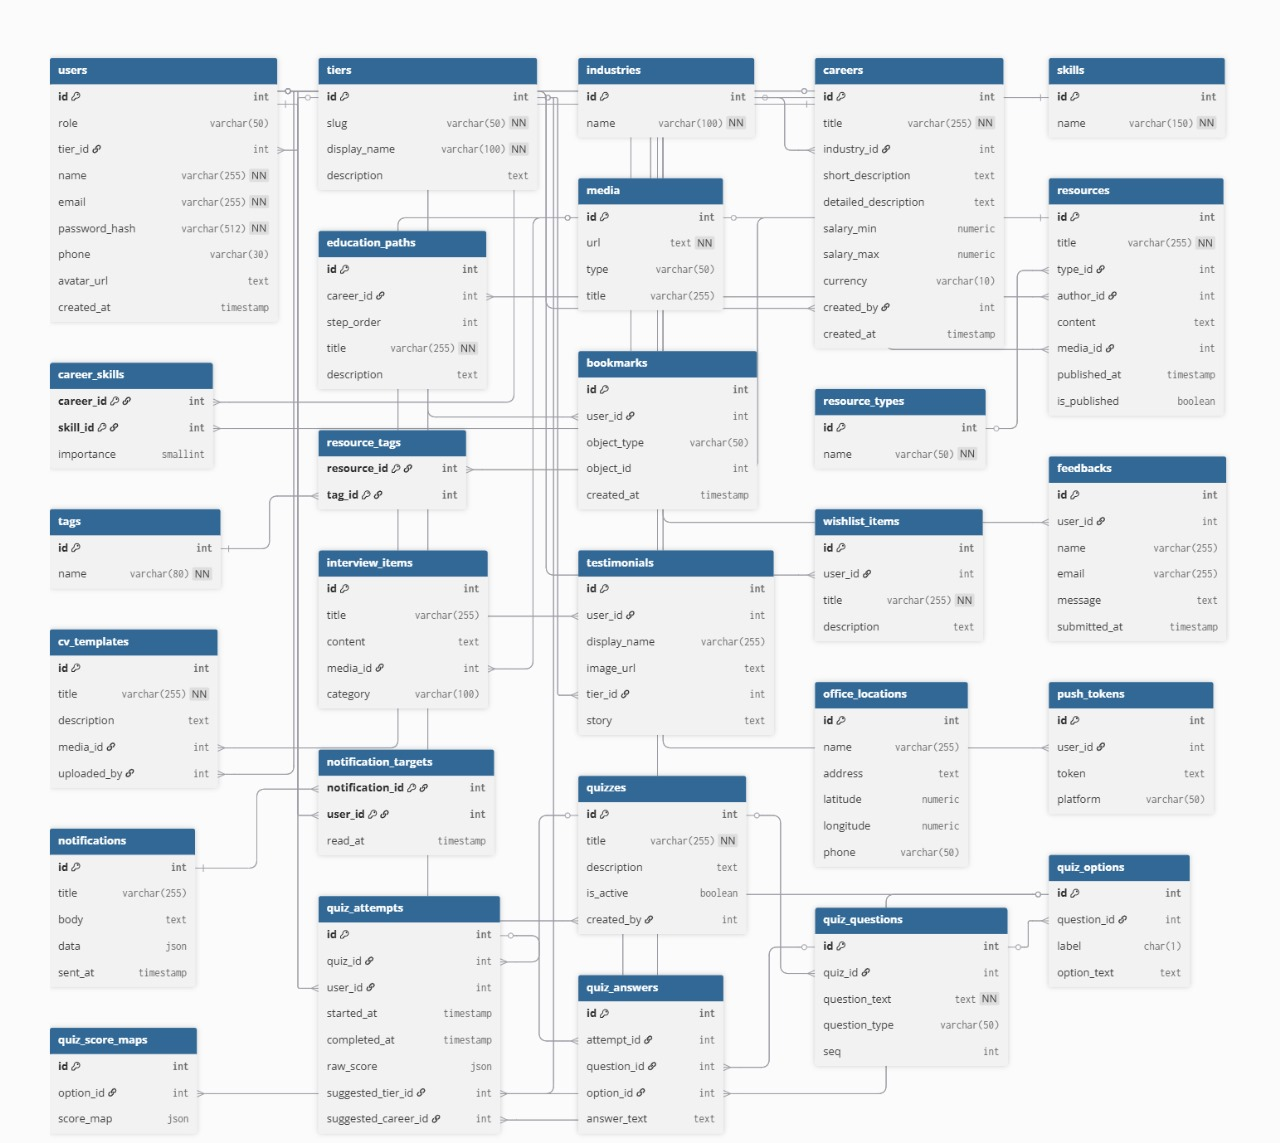 users
id int
role varchar(50)
tier_id int
name varchar(255) NN
email varchar(255) NN
password_hash varchar(512) NN
phone varchar(30)
avatar_url text
created_at timestamp
career_skills
career_id int
skill_id int
importance smallint
tags
id int
name varchar(80) NN
cv_templates
id int
title varchar(255) NN
description text
media_id int
uploaded_by int
notifications
id int
title varchar(255)
body text
data json
sent_at timestamp
quiz_score_maps
id int
option_id int
score_map json
tiers
id int
slug varchar(50) NN
display_name varchar(100) NN
description text
education_paths
id int
career_id int
step_order int
title varchar(255) NN
description text
resource_tags
resource_id int
tag_id int
interview_items
id int
title varchar(255)
content text
media_id int
category varchar(100)
notification_targets
notification_id int
user_id int
read_at timestamp
quiz_attempts
id int
quiz_id int
user_id int
started_at timestamp
completed_at timestamp
raw_score json
suggested_tier_id int
suggested_career_id int
industries
id int
name varchar(100) NN
media
id int
url text NN
type varchar(50)
title varchar(255)
bookmarks
id int
user_id int
object_type varchar(50)
object_id int
created_at timestamp
testimonials
id int
user_id int
display_name varchar(255)
image_url text
tier_id int
story text
quizzes
id int
title varchar(255) NN
description text
is_active boolean
created_by int
quiz_answers
id int
attempt_id int
question_id int
option_id int
answer_text text
careers
id int
title varchar(255) NN
industry_id int
short_description text
detailed_description text
salary_min numeric
salary_max numeric
currency varchar(10)
created_by int
created_at timestamp
resource_types
id int
name varchar(50) NN
wishlist_items
id int
user_id int
title varchar(255) NN
description text
office_locations
id int
name varchar(255)
address text
latitude numeric
longitude numeric
phone varchar(50)
quiz_questions
id int
quiz_id int
question_text text NN
question_type varchar(50)
seq int
skills
id int
name varchar(150) NN
resources
id int
title varchar(255) NN
type_id int
author_id int
content text
media_id int
published_at timestamp
is_published boolean
feedbacks
id int
user_id int
name varchar(255)
email varchar(255)
message text
submitted_at timestamp
push_tokens
id int
user_id int
token text
platform varchar(50)
quiz_options
id int
question_id int
label char(1)
option_text text